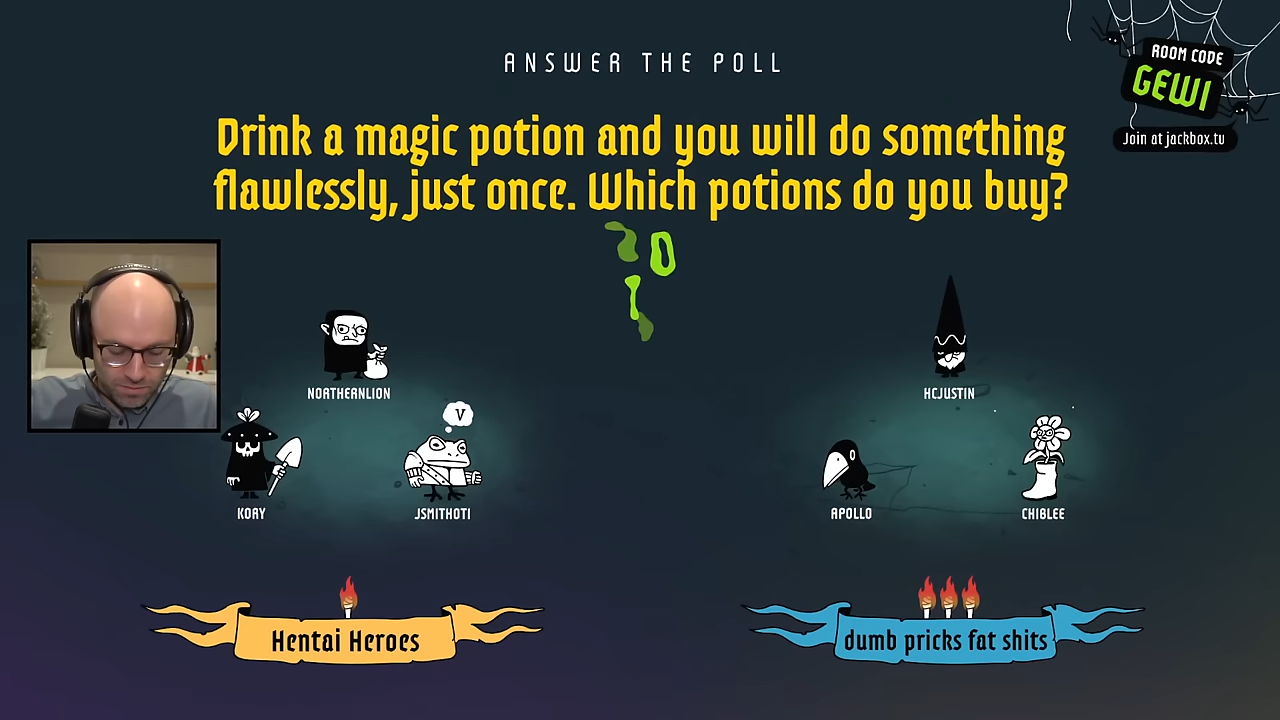 ANSWER THE POLL
ROOM CODE
GEWI
Join at jackbox.tv
Drink a magic potion and you will do something
flawlessly, just once. Which potions do you buy?
NORTHERNLION
HCJUSTIN
V
KORY
JSMITHOTI
APOLLO
CHIBLEE
Hentai Heroes
dumb pricks fat shits